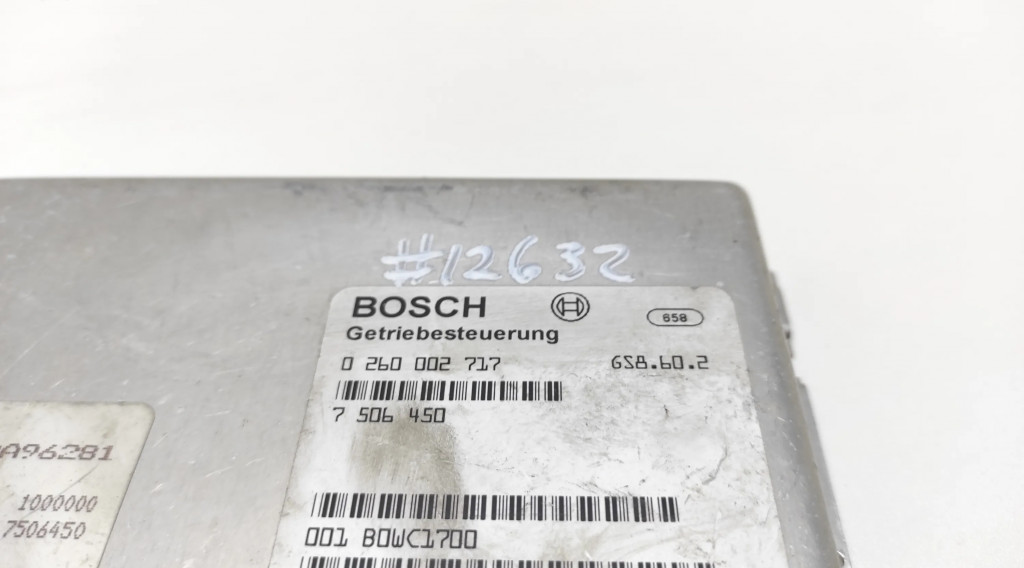 #12632
BOSCH
658
Getriebesteuerung
0 260 002 717 GS8.60.2
7 506 450
001 B0WC1700
A96281
1000000
7506450